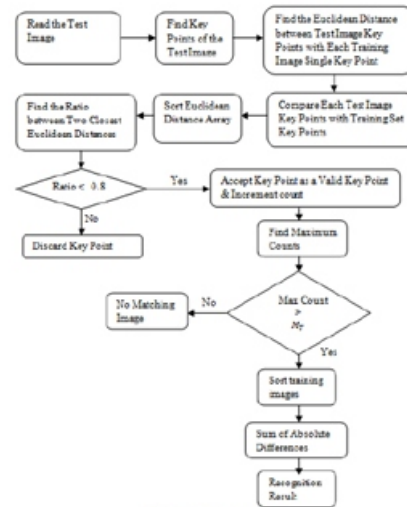 Read the Test
Image
Find Key
Points of the
Test Image
Find the Euclidean Distance
between Test Image Key
Points with Each Training
Image Single Key Point
Find the Ratio
between Two Closest
Euclidean Distances
Sort Euclidean
Distance Array
Compare Each Test Image
Key Points with Training Set
Key Points
Ratio < 0.8
Yes
Accept Key Point as a Valid Key Point
& Increment count
No
Discard Key Point
Find Maximum
Counts
No Matching
Image
No
Max Count
>
N_T
Yes
Sort training
images
Sum of Absolute
Differences
Recognition
Result